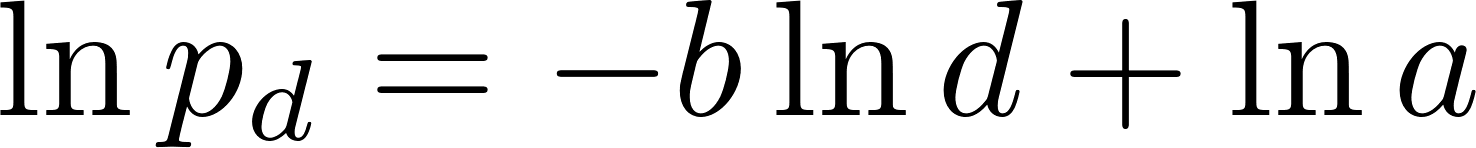 ln p_d = −b ln d + ln a